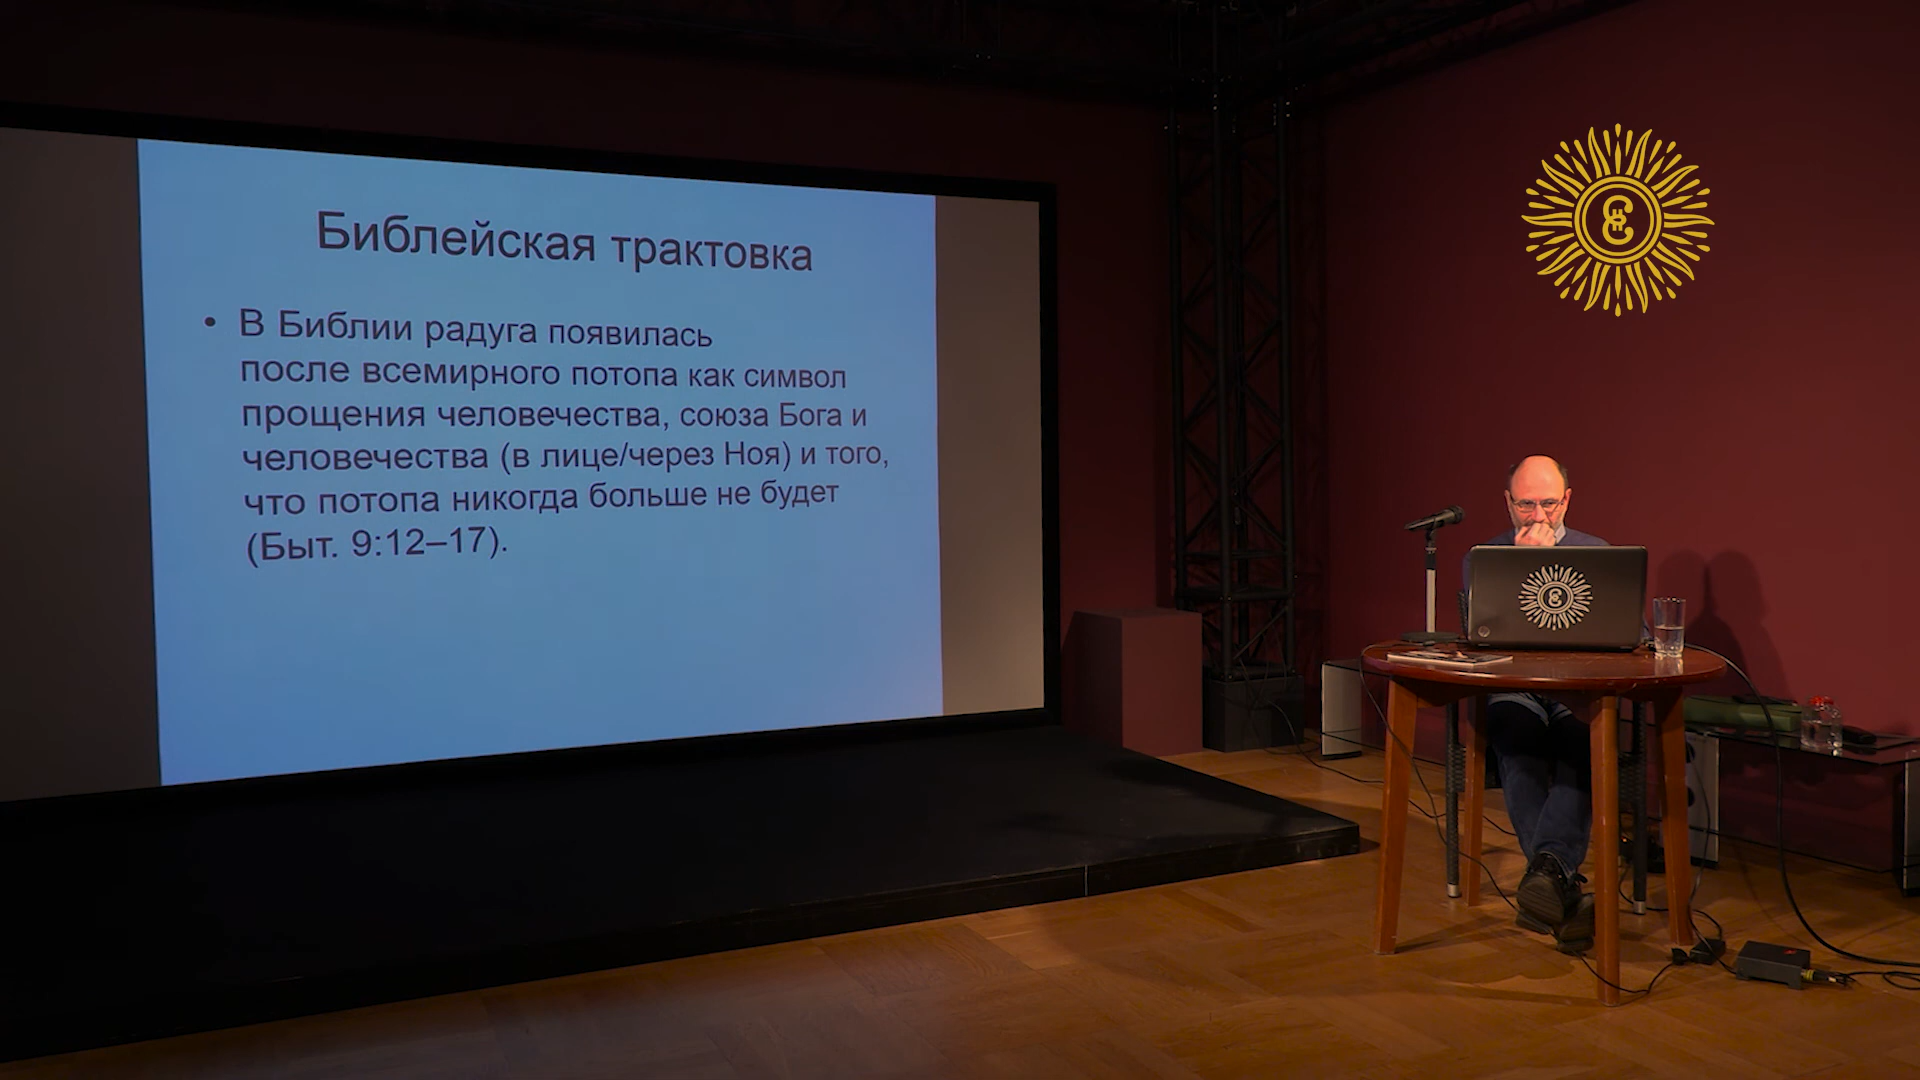 Библейская трактовка
• В Библии радуга появилась
после всемирного потопа как символ
прощения человечества, союза Бога и
человечества (в лице/через Ноя) и того,
что потопа никогда больше не будет
(Быт. 9:12–17).